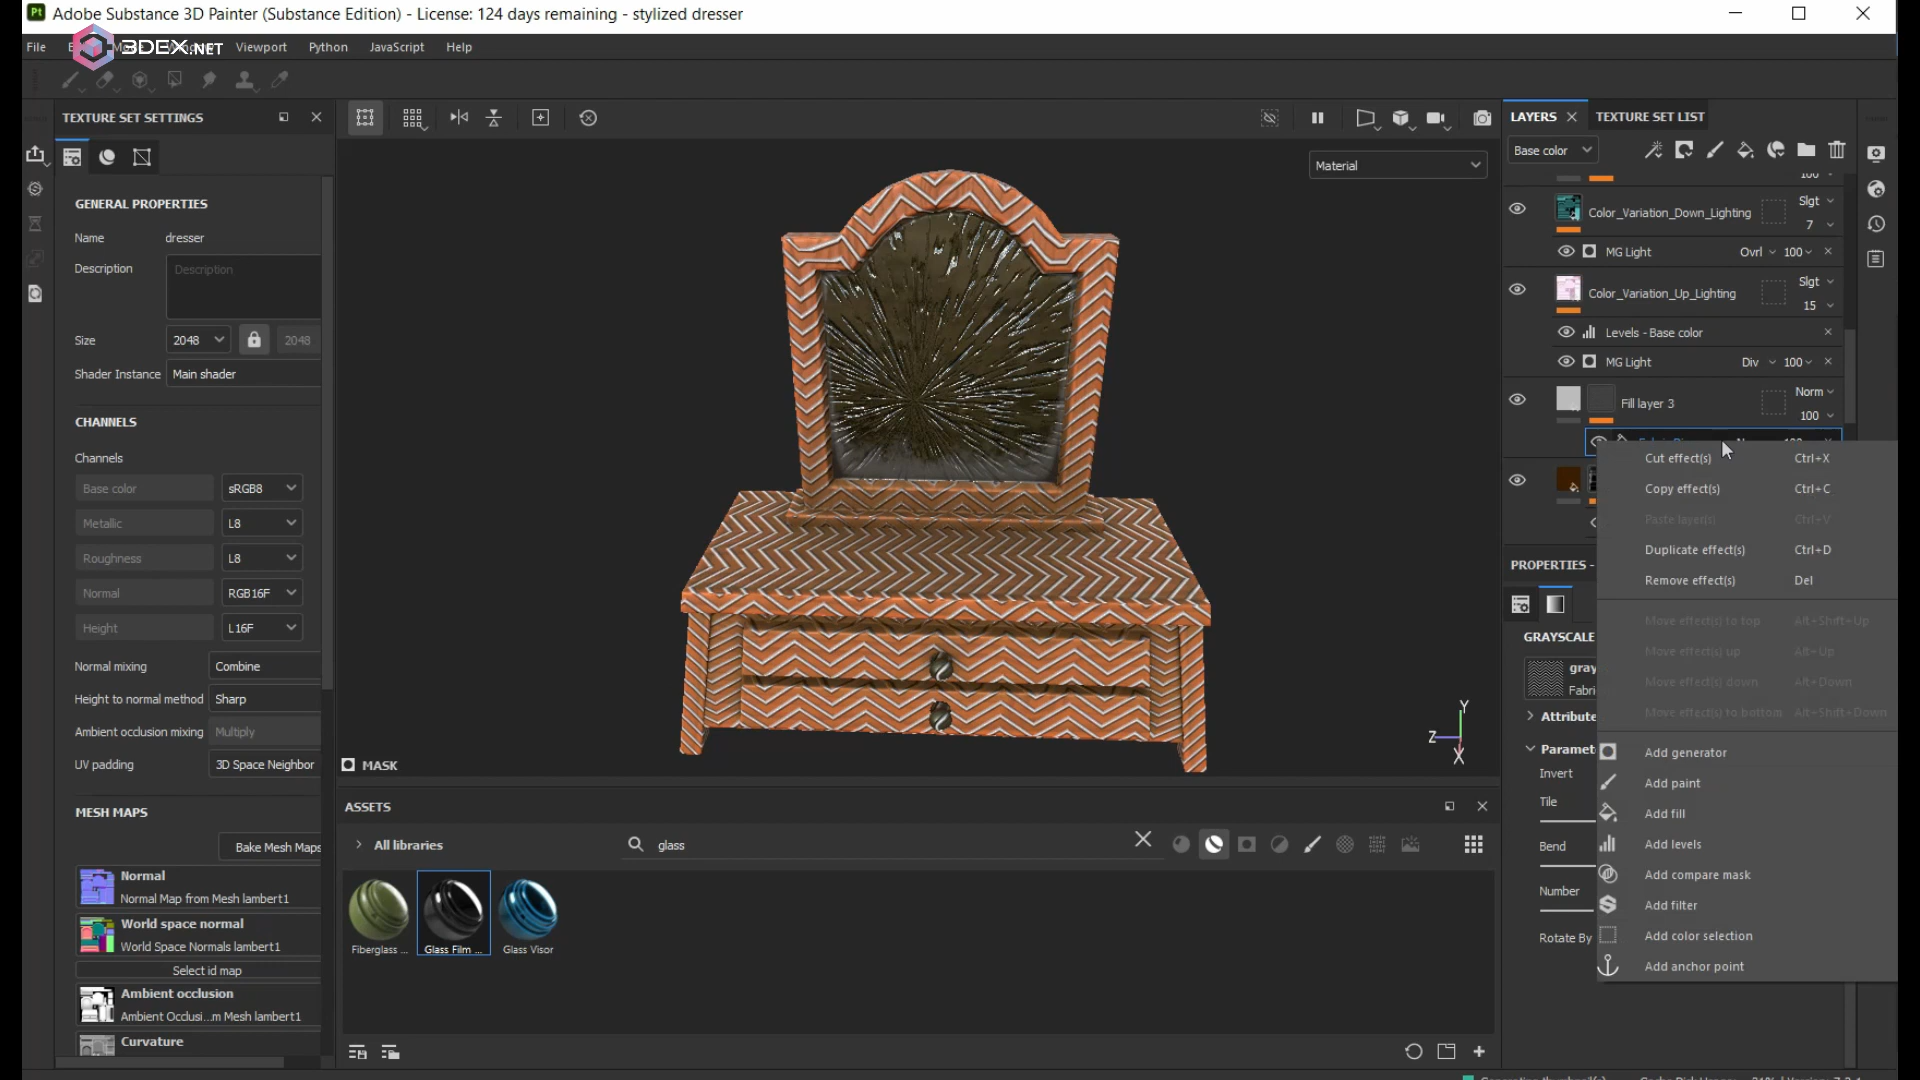 Adobe Substance 3D Painter (Substance Edition) - License: 124 days remaining - stylized dresser
File
Viewport
Python
JavaScript
Help
3DEX.NET
TEXTURE SET SETTINGS
GENERAL PROPERTIES
Name
dresser
Description
Description
Size
2048
2048
Shader Instance
Main shader
CHANNELS
Channels
Base color
sRGB8
Metallic
L8
Roughness
L8
Normal
RGB16F
Height
L16F
Normal mixing
Combine
Height to normal method
Sharp
Ambient occlusion mixing
Multiply
UV padding
3D Space Neighbor
MESH MAPS
Bake Mesh Maps
Normal
Normal Map from Mesh lambert1
World space normal
World Space Normals lambert1
Select id map
Ambient occlusion
Ambient Occlusi...m Mesh lambert1
Curvature
Material
Y
Z
X
MASK
ASSETS
All libraries
glass
Fiberglass ...
Glass Film ...
Glass Visor
LAYERS
TEXTURE SET LIST
Base color
100
Color_Variation_Down_Lighting
Slgt
7
MG Light
Ovrl
100
Color_Variation_Up_Lighting
Slgt
15
Levels - Base color
MG Light
Div
100
Fill layer 3
Norm
100
PROPERTIES -
GRAYSCALE
gray
Fabri
Attribute
Paramet
Invert
Tile
Bend
Number
Rotate By
Cut effect(s) Ctrl+X
Copy effect(s) Ctrl+C
Paste layer(s) Ctrl+V
Duplicate effect(s) Ctrl+D
Remove effect(s) Del
Move effect(s) to top Alt+Shift+Up
Move effect(s) up Alt+Up
Move effect(s) down Alt+Down
Move effect(s) to bottom Alt+Shift+Down
Add generator
Add paint
Add fill
Add levels
Add compare mask
Add filter
Add color selection
Add anchor point